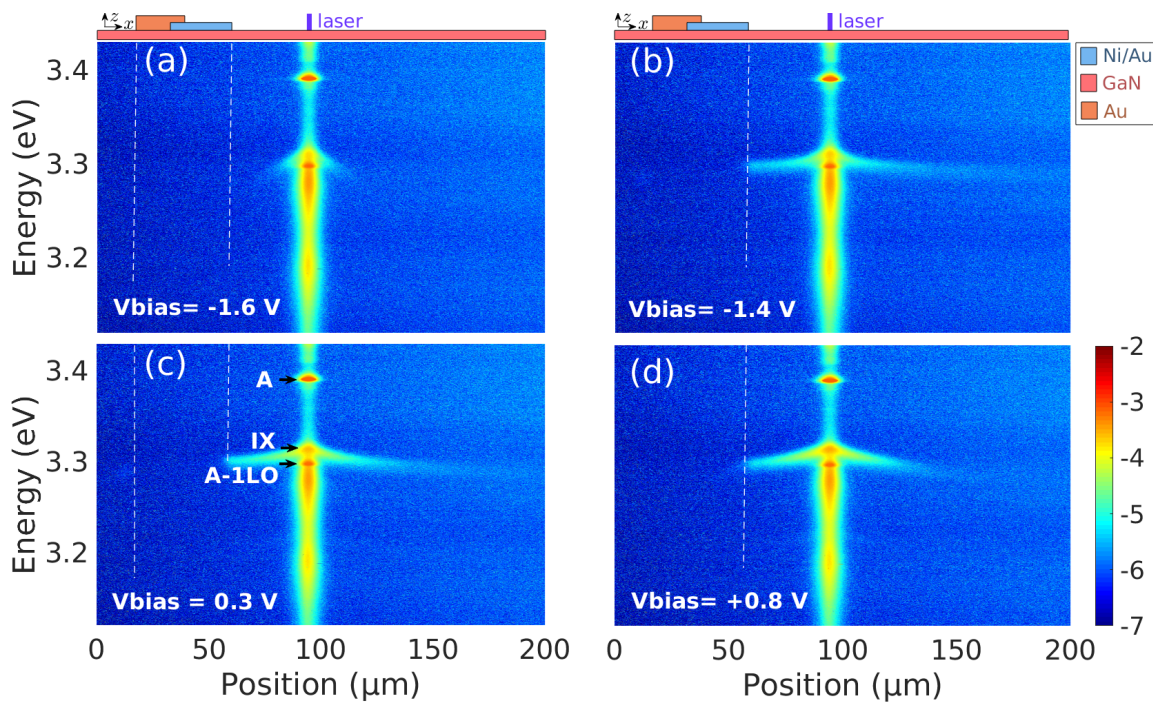 z
x
laser
z
x
laser
(a)
(b)
Ni/Au
GaN
Au
3.4
3.3
3.2
Energy (eV)
Vbias= -1.6 V
Vbias= -1.4 V
(c)
(d)
A
IX
A-1LO
3.4
3.3
3.2
Energy (eV)
Vbias = 0.3 V
Vbias= +0.8 V
-2
-3
-4
-5
-6
-7
0 50 100 150 200
0 50 100 150 200
Position (μm)
Position (μm)